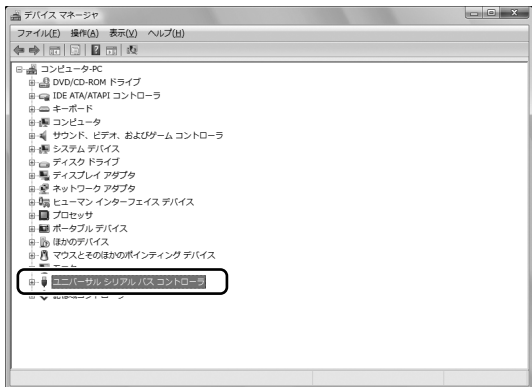 デバイス マネージャ
ファイル(F) 操作(A) 表示(V) ヘルプ(H)
コンピュータ-PC
DVD/CD-ROM ドライブ
IDE ATA/ATAPI コントローラ
キーボード
コンピュータ
サウンド、ビデオ、およびゲーム コントローラ
システム デバイス
ディスク ドライブ
ディスプレイ アダプタ
ネットワーク アダプタ
ヒューマン インターフェイス デバイス
プロセッサ
ポータブル デバイス
ほかのデバイス
マウスとそのほかのポインティング デバイス
ユニバーサル シリアル バス コントローラ